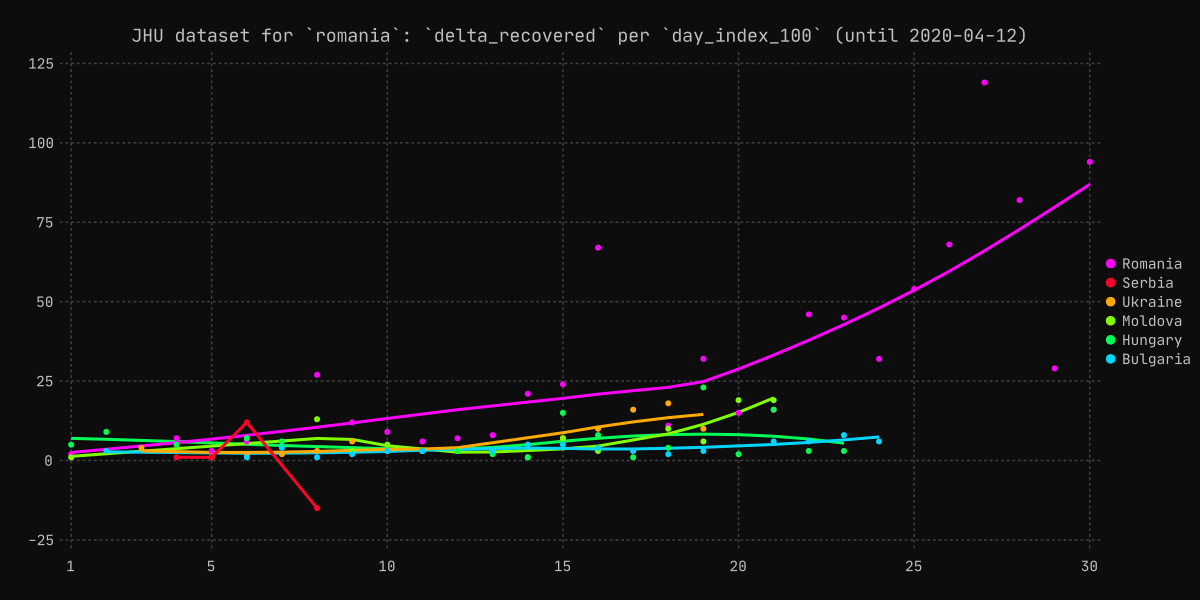 JHU dataset for `romania`: `delta_recovered` per `day_index_100` (until 2020-04-12)
125
100
75
50
25
0
-25
1 5 10 15 20 25 30
Romania
Serbia
Ukraine
Moldova
Hungary
Bulgaria